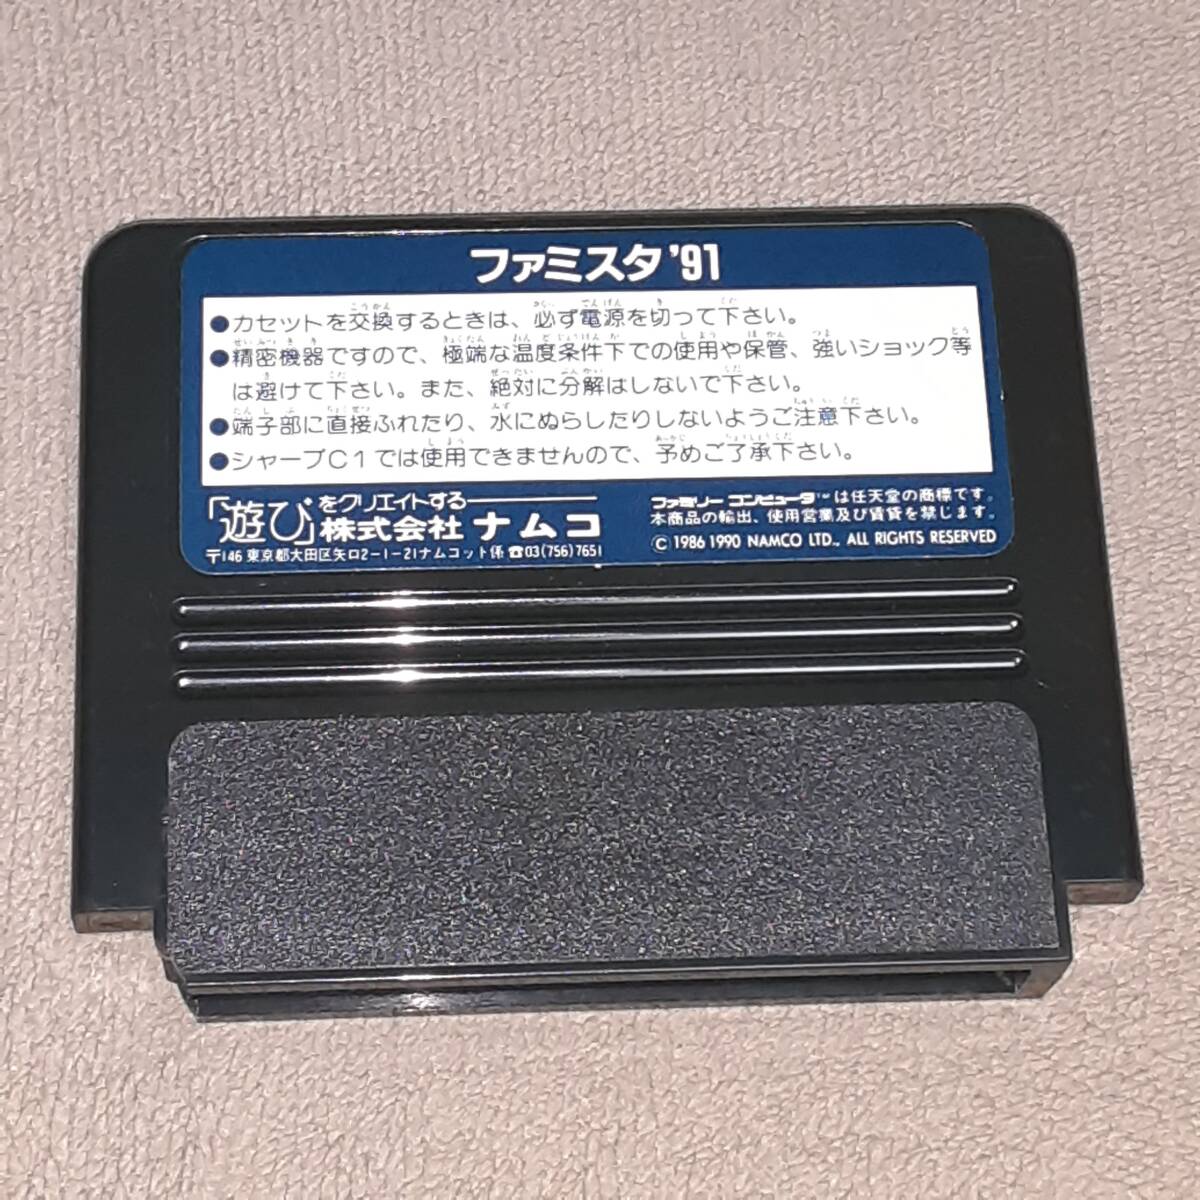 ファミスタ'91
●カセットを交換するときは、必ず電源を切って下さい。
●精密機器ですので、極端な温度条件下での使用や保管、強いショック等
は避けて下さい。また、絶対に分解はしないで下さい。
●端子部に直接ふれたり、水にぬらしたりしないようご注意下さい。
●シャープC1では使用できませんので、予めご了承下さい。
「遊び」をクリエイトする
株式会社 ナムコ
〒146 東京都大田区矢口2-1-21ナムコット係 ☎03(756)7651
ファミリー コンピュータ™は任天堂の商標です。
本商品の輸出、使用営業及び賃貸を禁じます。
© 1986 1990 NAMCO LTD., ALL RIGHTS RESERVED